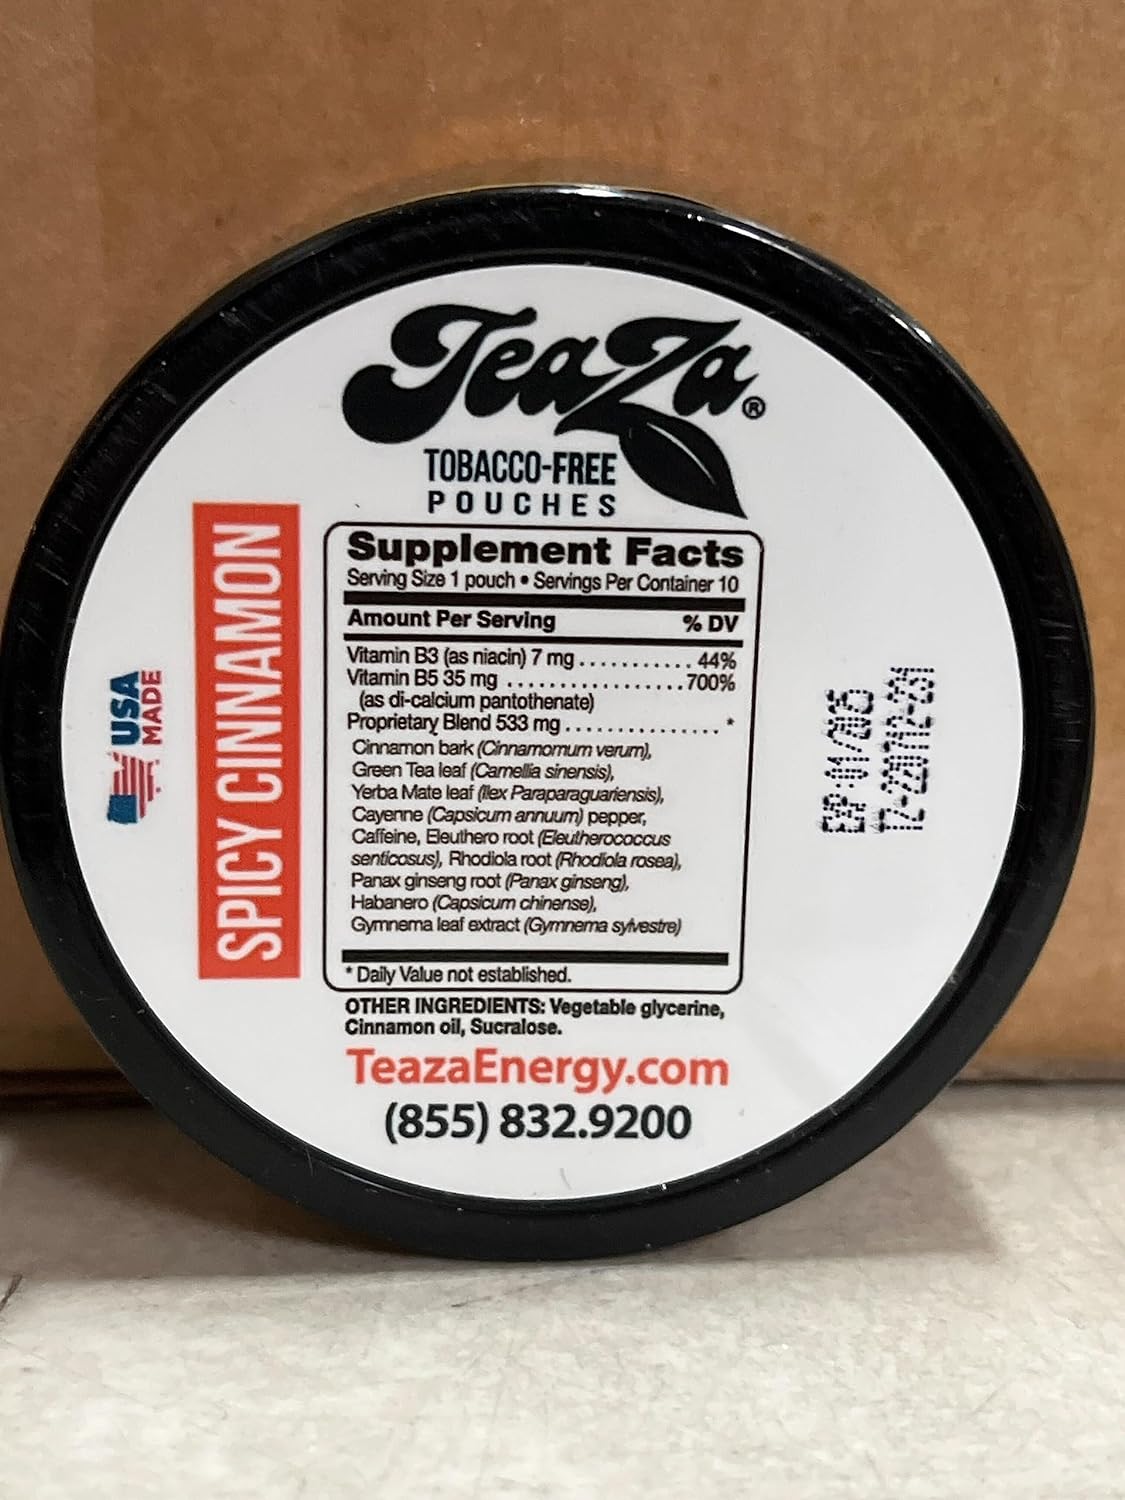 TeaZa®
TOBACCO-FREE
POUCHES
SPICY CINNAMON
USA
MADE
Supplement Facts
Serving Size 1 pouch • Servings Per Container 10
Amount Per Serving % DV
Vitamin B3 (as niacin) 7 mg ........... 44%
Vitamin B5 35 mg .................700%
(as di-calcium pantothenate)
Proprietary Blend 533 mg ............... *
Cinnamon bark (Cinnamomum verum),
Green Tea leaf (Camellia sinensis),
Yerba Mate leaf (Ilex Paraparaguariensis),
Cayenne (Capsicum annuum) pepper,
Caffeine, Eleuthero root (Eleutherococcus
senticosus), Rhodiola root (Rhodiola rosea),
Panax ginseng root (Panax ginseng),
Habanero (Capsicum chinense),
Gymnema leaf extract (Gymnema sylvestre)
* Daily Value not established.
OTHER INGREDIENTS: Vegetable glycerine,
Cinnamon oil, Sucralose.
TeazaEnergy.com
(855) 832.9200
EXP